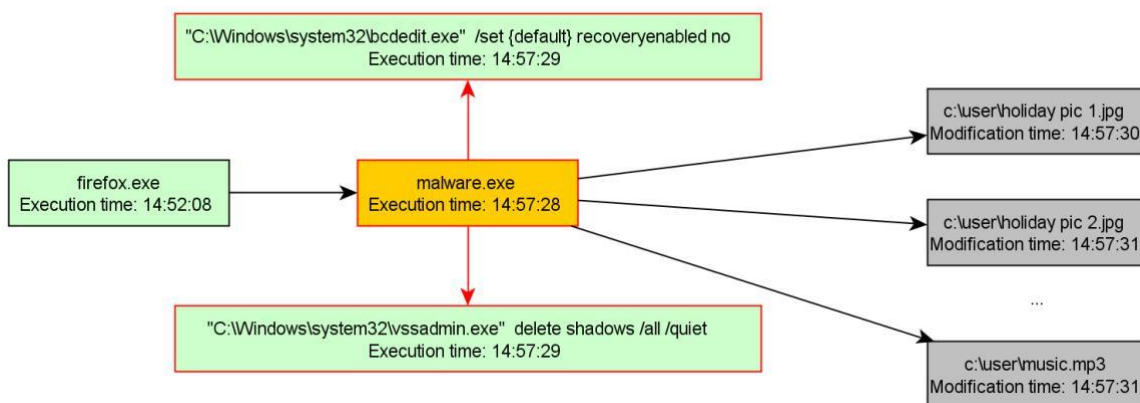 "C:\Windows\system32\bcdedit.exe" /set {default} recoveryenabled no
Execution time: 14:57:29
c:\user\holiday pic 1.jpg
Modification time: 14:57:30
firefox.exe
Execution time: 14:52:08
malware.exe
Execution time: 14:57:28
c:\user\holiday pic 2.jpg
Modification time: 14:57:31
...
"C:\Windows\system32\vssadmin.exe" delete shadows /all /quiet
Execution time: 14:57:29
c:\user\music.mp3
Modification time: 14:57:31